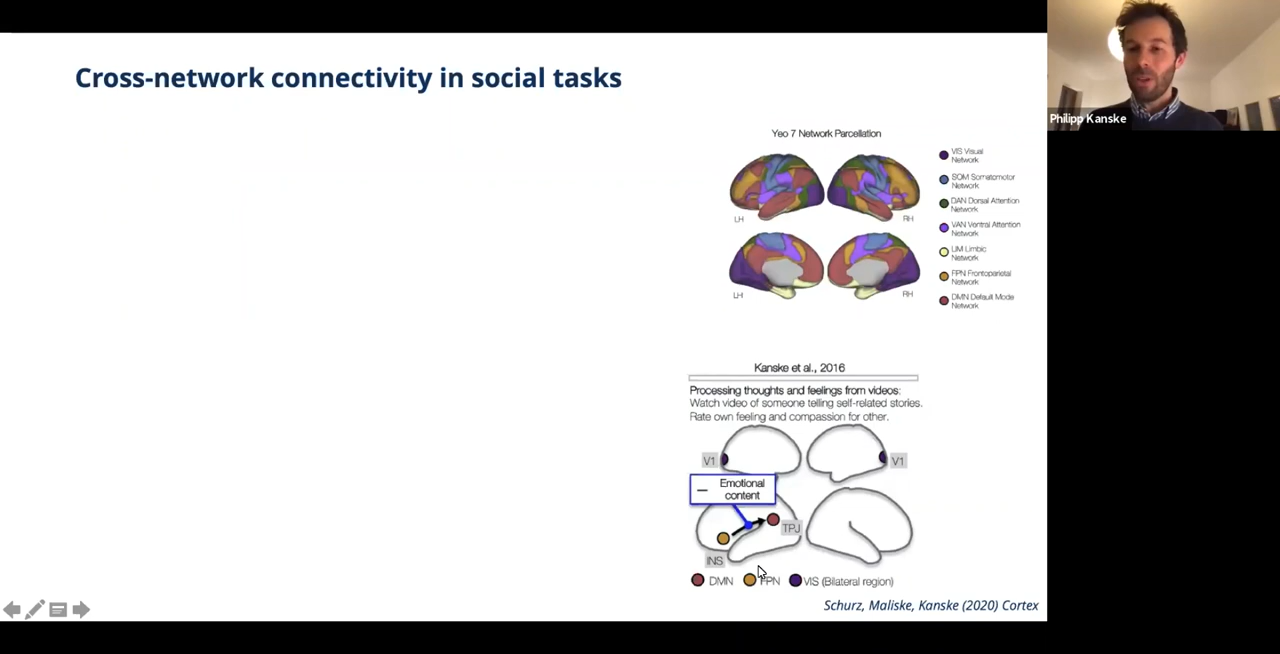 Philipp Kanske
Cross-network connectivity in social tasks
Yeo 7 Network Parcellation
LH
RH
LH
RH
VIS Visual
Network
SOM Somatomotor
Network
DAN Dorsal Attention
Network
VAN Ventral Attention
Network
LIM Limbic
Network
FPN Frontoparietal
Network
DMN Default Mode
Network
Kanske et al., 2016
Processing thoughts and feelings from videos:
Watch video of someone telling self-related stories.
Rate own feeling and compassion for other.
V1
V1
— Emotional
content
TPJ
INS
DMN
FPN
VIS (Bilateral region)
Schurz, Maliske, Kanske (2020) Cortex